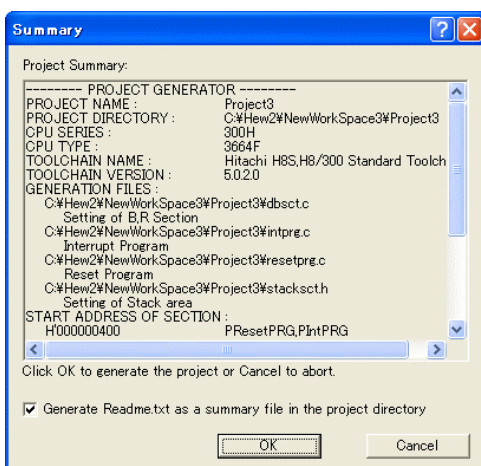 Summary
Project Summary:
-------- PROJECT GENERATOR --------
PROJECT NAME : Project3
PROJECT DIRECTORY : C:¥Hew2¥NewWorkSpace3¥Project3
CPU SERIES : 300H
CPU TYPE : 3664F
TOOLCHAIN NAME : Hitachi H8S,H8/300 Standard Toolch
TOOLCHAIN VERSION : 5.0.2.0
GENERATION FILES :
C:¥Hew2¥NewWorkSpace3¥Project3¥dbsct.c
Setting of B,R Section
C:¥Hew2¥NewWorkSpace3¥Project3¥intprg.c
Interrupt Program
C:¥Hew2¥NewWorkSpace3¥Project3¥resetprg.c
Reset Program
C:¥Hew2¥NewWorkSpace3¥Project3¥stacksct.h
Setting of Stack area
START ADDRESS OF SECTION :
H'000000400 PResetPRG,PIntPRG
Click OK to generate the project or Cancel to abort.
Generate Readme.txt as a summary file in the project directory
OK Cancel